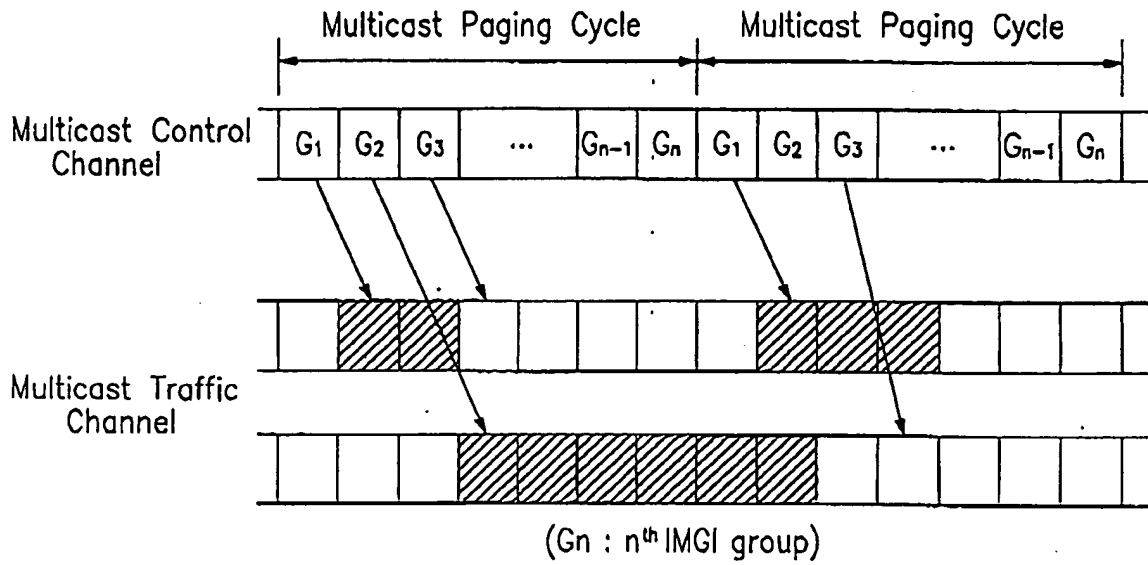 Multicast Paging Cycle Multicast Paging Cycle
Multicast Control Channel
G1 G2 G3 ... Gn-1 Gn G1 G2 G3 ... Gn-1 Gn
Multicast Traffic
Channel
(Gn : nth IMGI group)